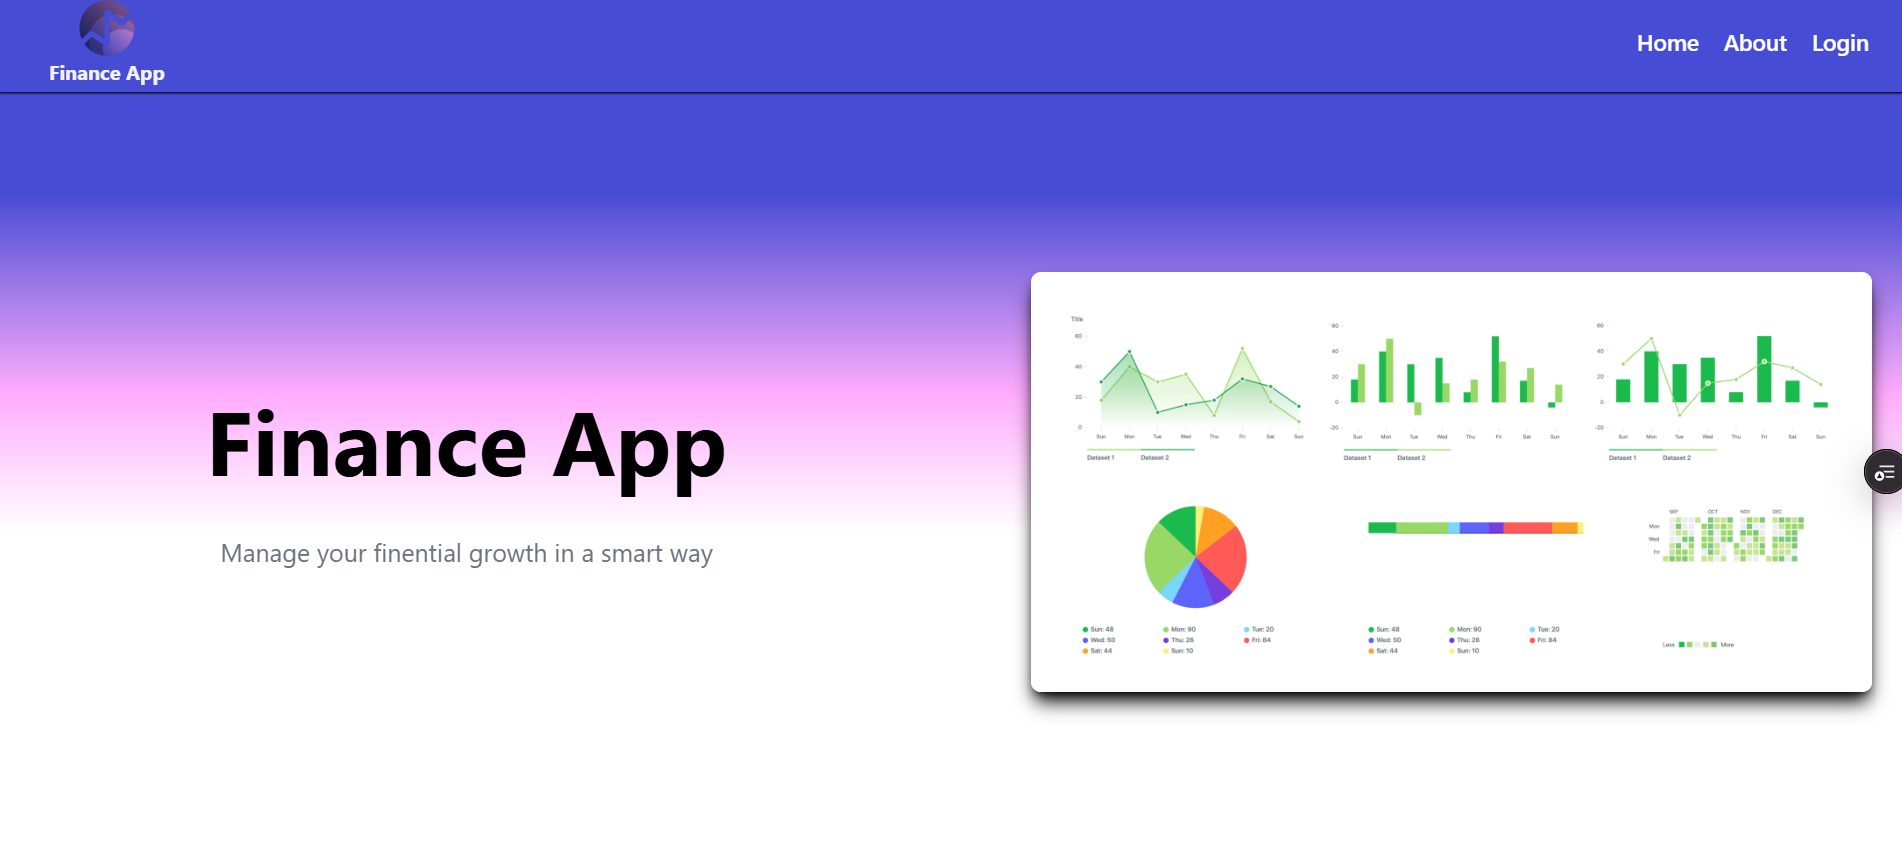 Finance App
Home About Login
Finance App
Manage your finential growth in a smart way
Title
60
40
20
0
Sun Mon Tue Wed Thu Fri Sat Sun
Dataset 1 Dataset 2
60
40
20
0
-20
Sun Mon Tue Wed Thu Fri Sat Sun
Dataset 1 Dataset 2
60
40
20
0
-20
Sun Mon Tue Wed Thu Fri Sat Sun
Dataset 1 Dataset 2
Sun: 48 Mon: 90 Tue: 20
Wed: 50 Thu: 26 Fri: 84
Sat: 44 Sun: 10
Sun: 48 Mon: 90 Tue: 20
Wed: 50 Thu: 26 Fri: 84
Sat: 44 Sun: 10
SEP OCT NOV DEC
Mon
Wed
Fri
Less More